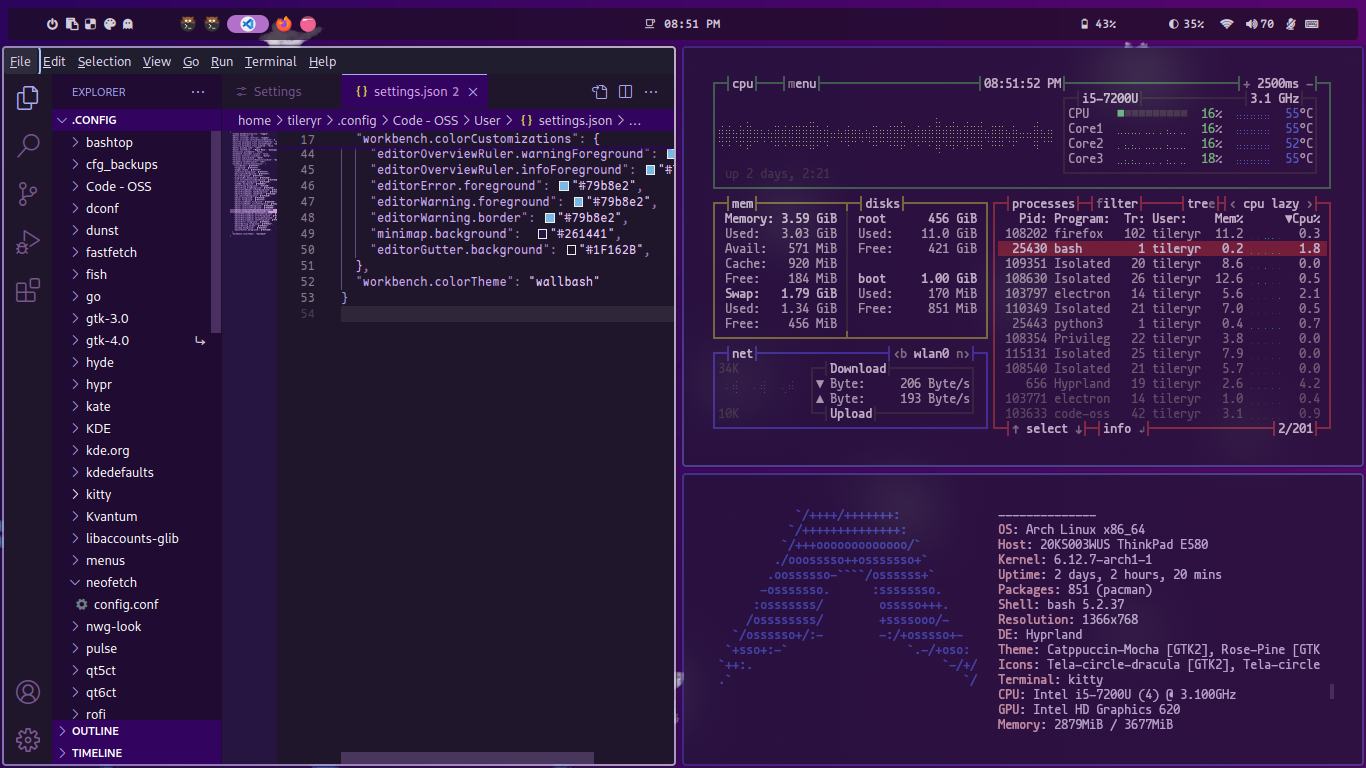 08:51 PM
43%
35%
70
File Edit Selection View Go Run Terminal Help
EXPLORER
Settings
settings.json 2
.CONFIG
home > tileryr > .config > Code - OSS > User > {} settings.json > ...
bashtop
cfg_backups
Code - OSS
dconf
dunst
fastfetch
fish
go
gtk-3.0
gtk-4.0
hyde
hypr
kate
KDE
kde.org
kdedefaults
kitty
Kvantum
libaccounts-glib
menus
neofetch
config.conf
nwg-look
pulse
qt5ct
qt6ct
rofi
OUTLINE
TIMELINE
17 "workbench.colorCustomizations": {
44 "editorOverviewRuler.warningForeground":
45 "editorOverviewRuler.infoForeground": "#
46 "editorError.foreground": "#79b8e2",
47 "editorWarning.foreground": "#79b8e2",
48 "editorWarning.border": "#79b8e2",
49 "minimap.background": "#261441",
50 "editorGutter.background": "#1F162B",
51 },
52 "workbench.colorTheme": "wallbash"
53 }
54
cpu menu 08:51:52 PM + 2500ms -
i5-7200U 3.1 GHz
CPU 16% 55°C
Core1 16% 55°C
Core2 16% 52°C
Core3 18% 55°C
up 2 days, 2:21
mem disks
Memory: 3.59 GiB root 456 GiB
Used: 3.03 GiB Used: 11.0 GiB
Avail: 571 MiB Free: 421 GiB
Cache: 920 MiB
Free: 184 MiB boot 1.00 GiB
Swap: 1.79 GiB Used: 170 MiB
Used: 1.34 GiB Free: 851 MiB
Free: 456 MiB
net <b wlan0 n>
34K
Download
▼ Byte: 206 Byte/s
▲ Byte: 193 Byte/s
10K
Upload
processes filter tree < cpu lazy >
Pid: Program: Tr: User: Mem% ▼Cpu%
108202 firefox 102 tileryr 11.2 0.3
25430 bash 1 tileryr 0.2 1.8
109351 Isolated 20 tileryr 8.6 0.0
108630 Isolated 26 tileryr 12.6 0.5
103797 electron 14 tileryr 5.6 2.1
110349 Isolated 21 tileryr 7.0 0.5
25443 python3 1 tileryr 0.4 0.7
108354 Privileg 22 tileryr 3.8 0.0
115131 Isolated 25 tileryr 7.9 0.0
108540 Isolated 21 tileryr 5.7 0.0
656 Hyprland 19 tileryr 2.6 4.2
103771 electron 14 tileryr 1.0 0.4
103633 code-oss 42 tileryr 3.1 0.9
↑ select ↓ info ↲ 2/201
--------------
OS: Arch Linux x86_64
Host: 20KS003WUS ThinkPad E580
Kernel: 6.12.7-arch1-1
Uptime: 2 days, 2 hours, 20 mins
Packages: 851 (pacman)
Shell: bash 5.2.37
Resolution: 1366x768
DE: Hyprland
Theme: Catppuccin-Mocha [GTK2], Rose-Pine [GTK
Icons: Tela-circle-dracula [GTK2], Tela-circle
Terminal: kitty
CPU: Intel i5-7200U (4) @ 3.100GHz
GPU: Intel HD Graphics 620
Memory: 2879MiB / 3677MiB